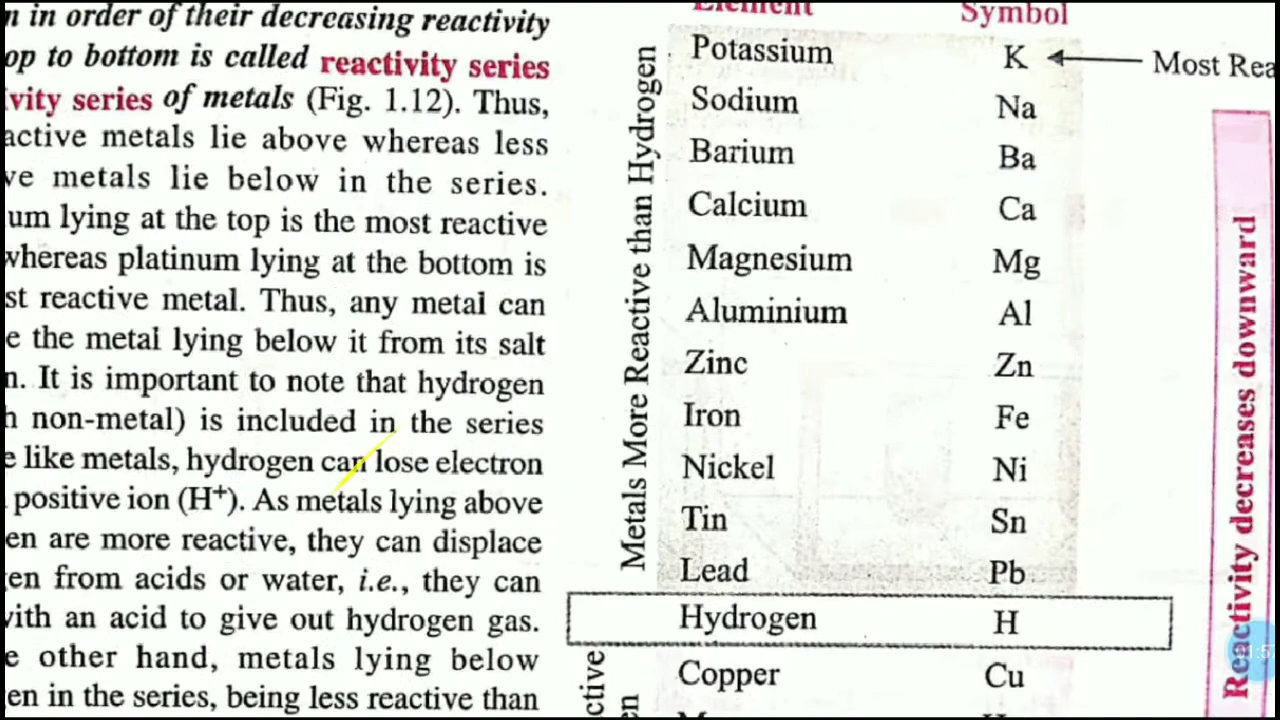 n in order of their decreasing reactivity
op to bottom is called reactivity series
vity series of metals (Fig. 1.12). Thus,
active metals lie above whereas less
ve metals lie below in the series.
um lying at the top is the most reactive
whereas platinum lying at the bottom is
st reactive metal. Thus, any metal can
e the metal lying below it from its salt
n. It is important to note that hydrogen
n non-metal) is included in the series
e like metals, hydrogen can lose electron
positive ion (H⁺). As metals lying above
en are more reactive, they can displace
en from acids or water, i.e., they can
with an acid to give out hydrogen gas.
e other hand, metals lying below
en in the series, being less reactive than
Element Symbol
Metals More Reactive than Hydrogen
Potassium K Most Rea
Sodium Na
Barium Ba
Calcium Ca
Magnesium Mg
Aluminium Al
Zinc Zn
Iron Fe
Nickel Ni
Tin Sn
Lead Pb
Hydrogen H
Copper Cu
ctive
en
Reactivity decreases downward